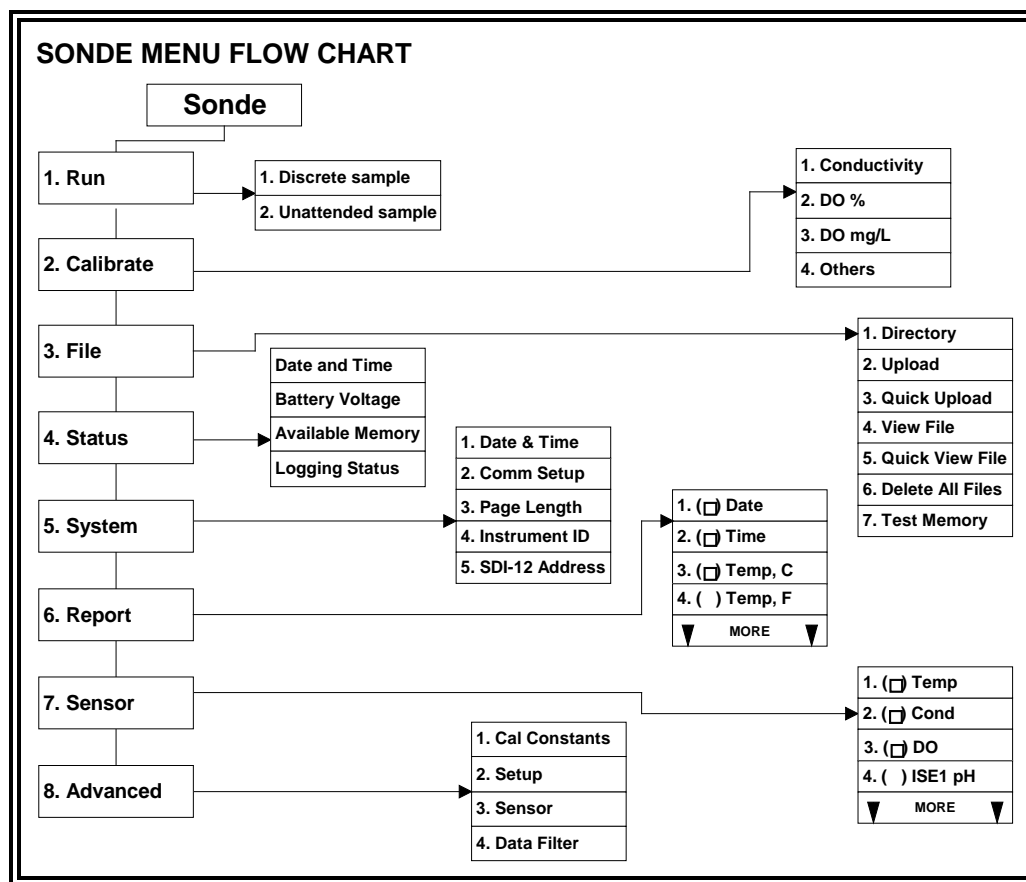 SONDE MENU FLOW CHART
Sonde
1. Run
1. Discrete sample
2. Unattended sample
2. Calibrate
1. Conductivity
2. DO %
3. DO mg/L
4. Others
3. File
1. Directory
2. Upload
3. Quick Upload
4. View File
5. Quick View File
6. Delete All Files
7. Test Memory
4. Status
Date and Time
Battery Voltage
Available Memory
Logging Status
5. System
1. Date & Time
2. Comm Setup
3. Page Length
4. Instrument ID
5. SDI-12 Address
6. Report
1. (□) Date
2. (□) Time
3. (□) Temp, C
4. ( ) Temp, F
MORE
7. Sensor
1. (□) Temp
2. (□) Cond
3. (□) DO
4. ( ) ISE1 pH
MORE
8. Advanced
1. Cal Constants
2. Setup
3. Sensor
4. Data Filter